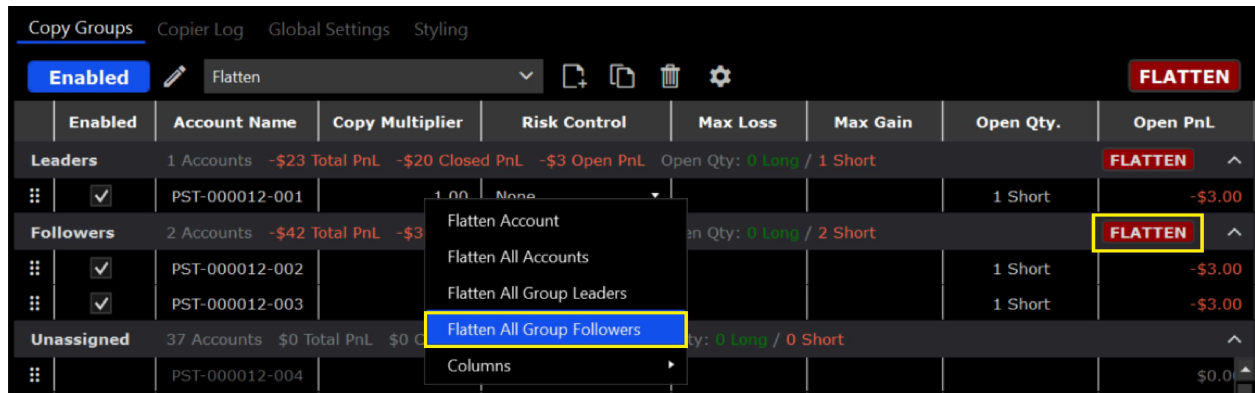 Copy Groups Copier Log Global Settings Styling
Enabled Flatten FLATTEN
Enabled Account Name Copy Multiplier Risk Control Max Loss Max Gain Open Qty. Open PnL
Leaders 1 Accounts -$23 Total PnL -$20 Closed PnL -$3 Open PnL Open Qty: 0 Long / 1 Short FLATTEN
PST-000012-001 1.00 None 1 Short -$3.00
Flatten Account
Followers 2 Accounts -$42 Total PnL -$3 Qty: 0 Long / 2 Short FLATTEN
Flatten All Accounts
PST-000012-002 1 Short -$3.00
Flatten All Group Leaders
PST-000012-003 1 Short -$3.00
Flatten All Group Followers
Unassigned 37 Accounts $0 Total PnL $0 0 Long / 0 Short
Columns
PST-000012-004 $0.0